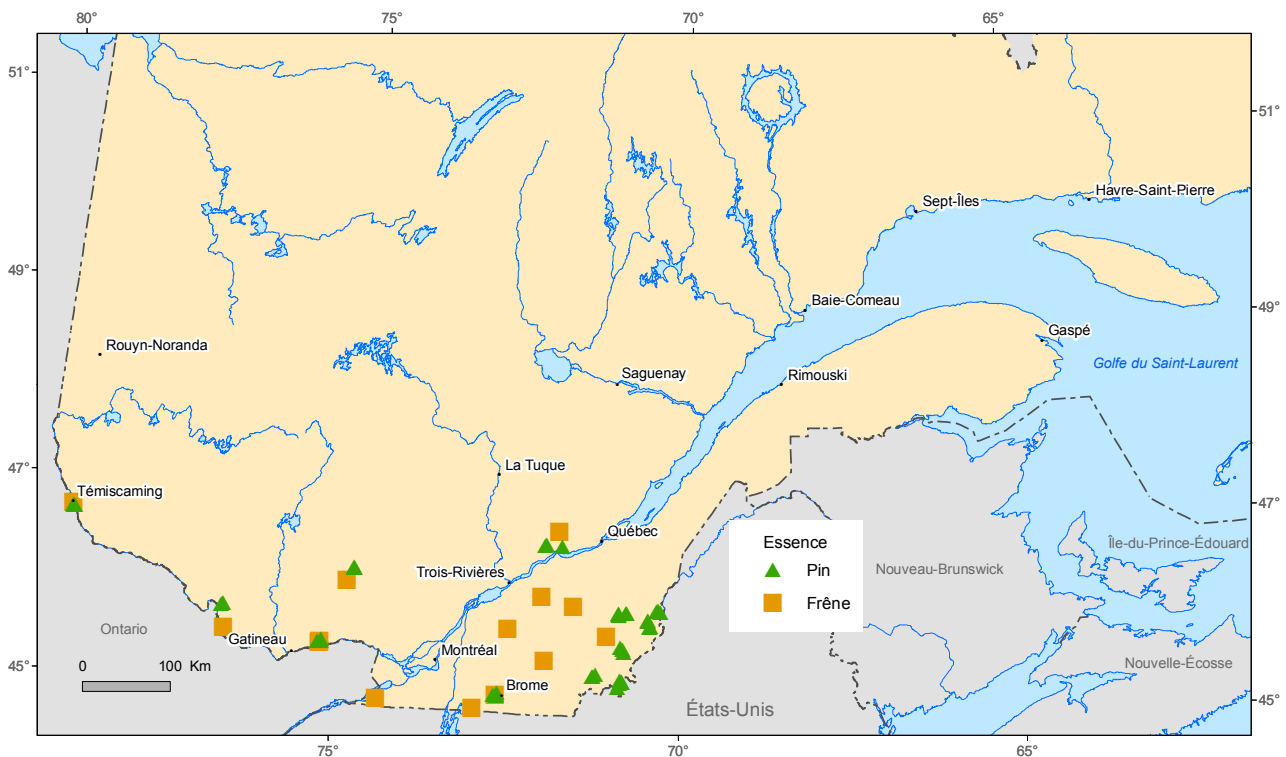 80°
75°
70°
65°
51°
51°
Havre-Saint-Pierre
Sept-Îles
49°
Baie-Comeau
49°
Gaspé
Rouyn-Noranda
Golfe du Saint-Laurent
Saguenay
Rimouski
47°
La Tuque
Témiscaming
47°
Québec
Essence
Île-du-Prince-Édouard
Trois-Rivières
Pin
Nouveau-Brunswick
Frêne
Ontario
Gatineau
Montréal
0 100 Km
45°
Nouvelle-Écosse
Brome
45°
États-Unis
75°
70°
65°